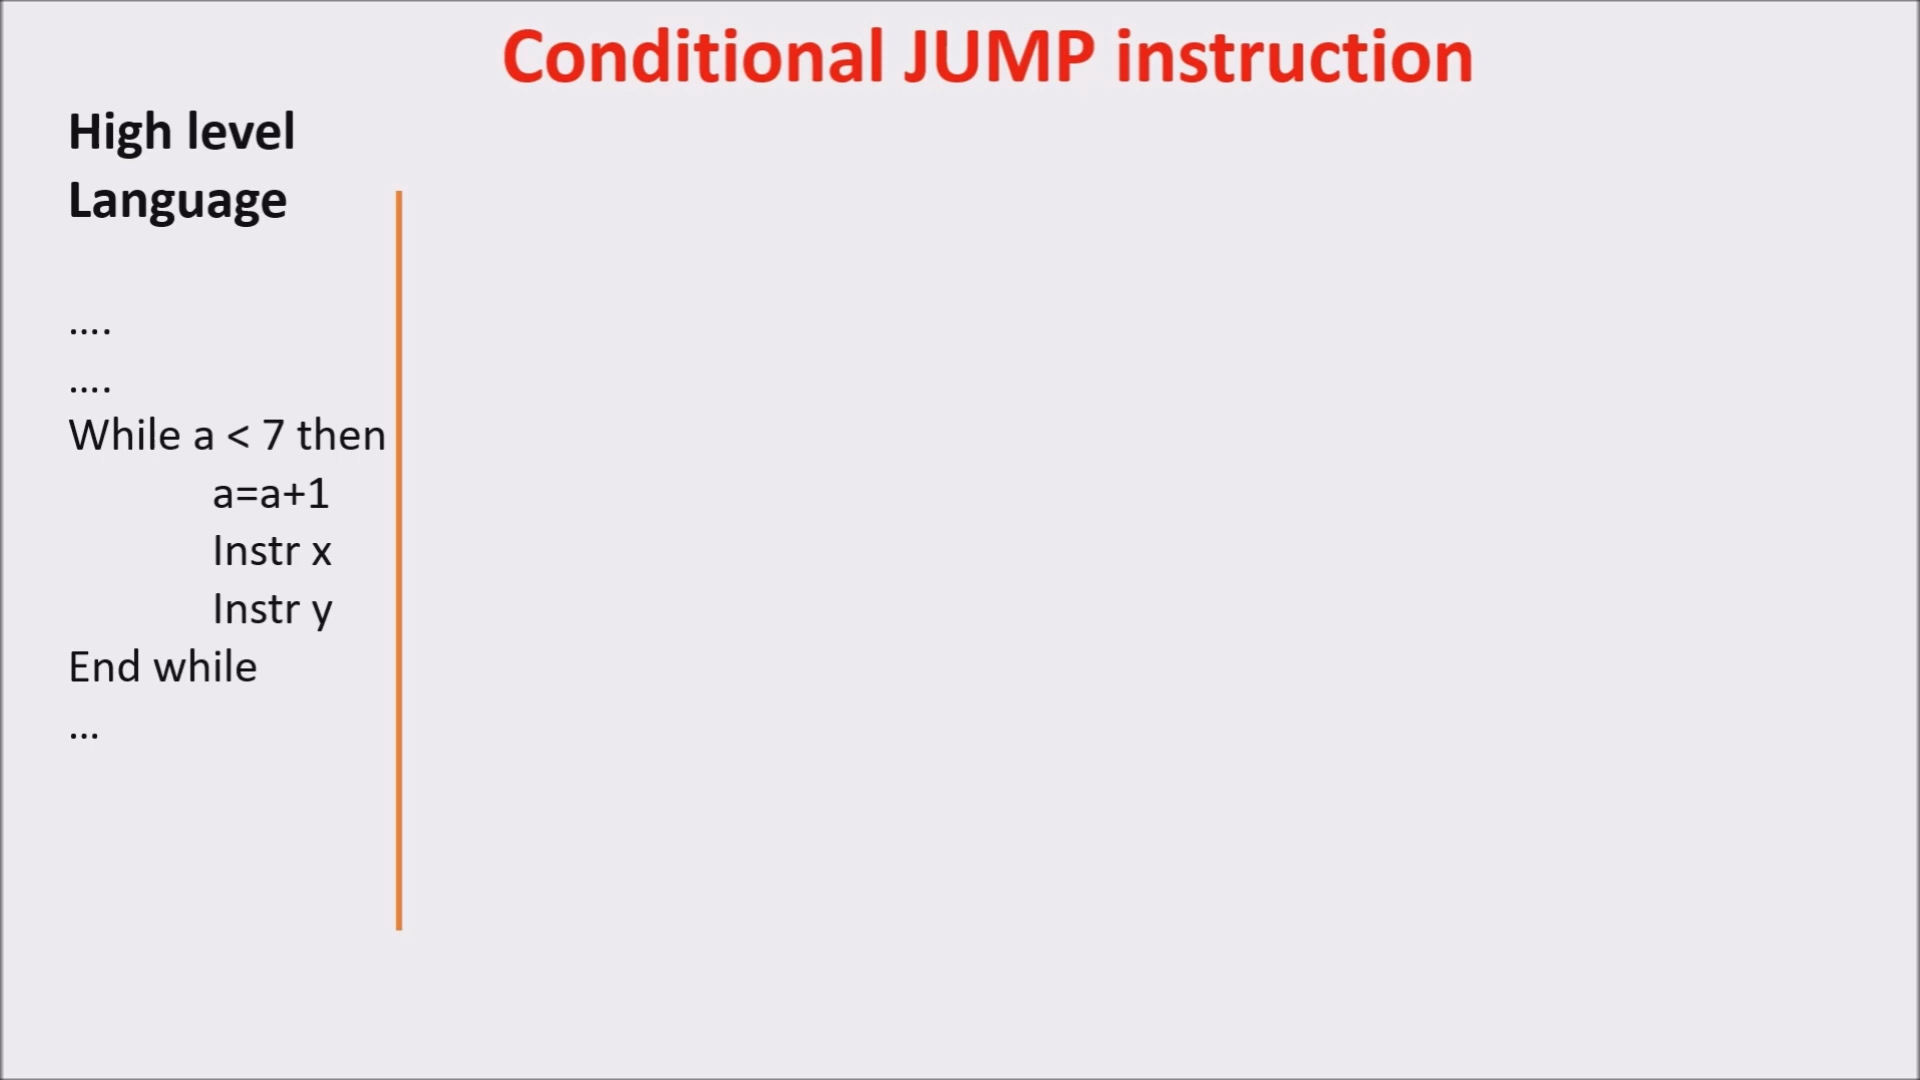 Conditional JUMP instruction
High level
Language
....
....
While a < 7 then
a=a+1
Instr x
Instr y
End while
...